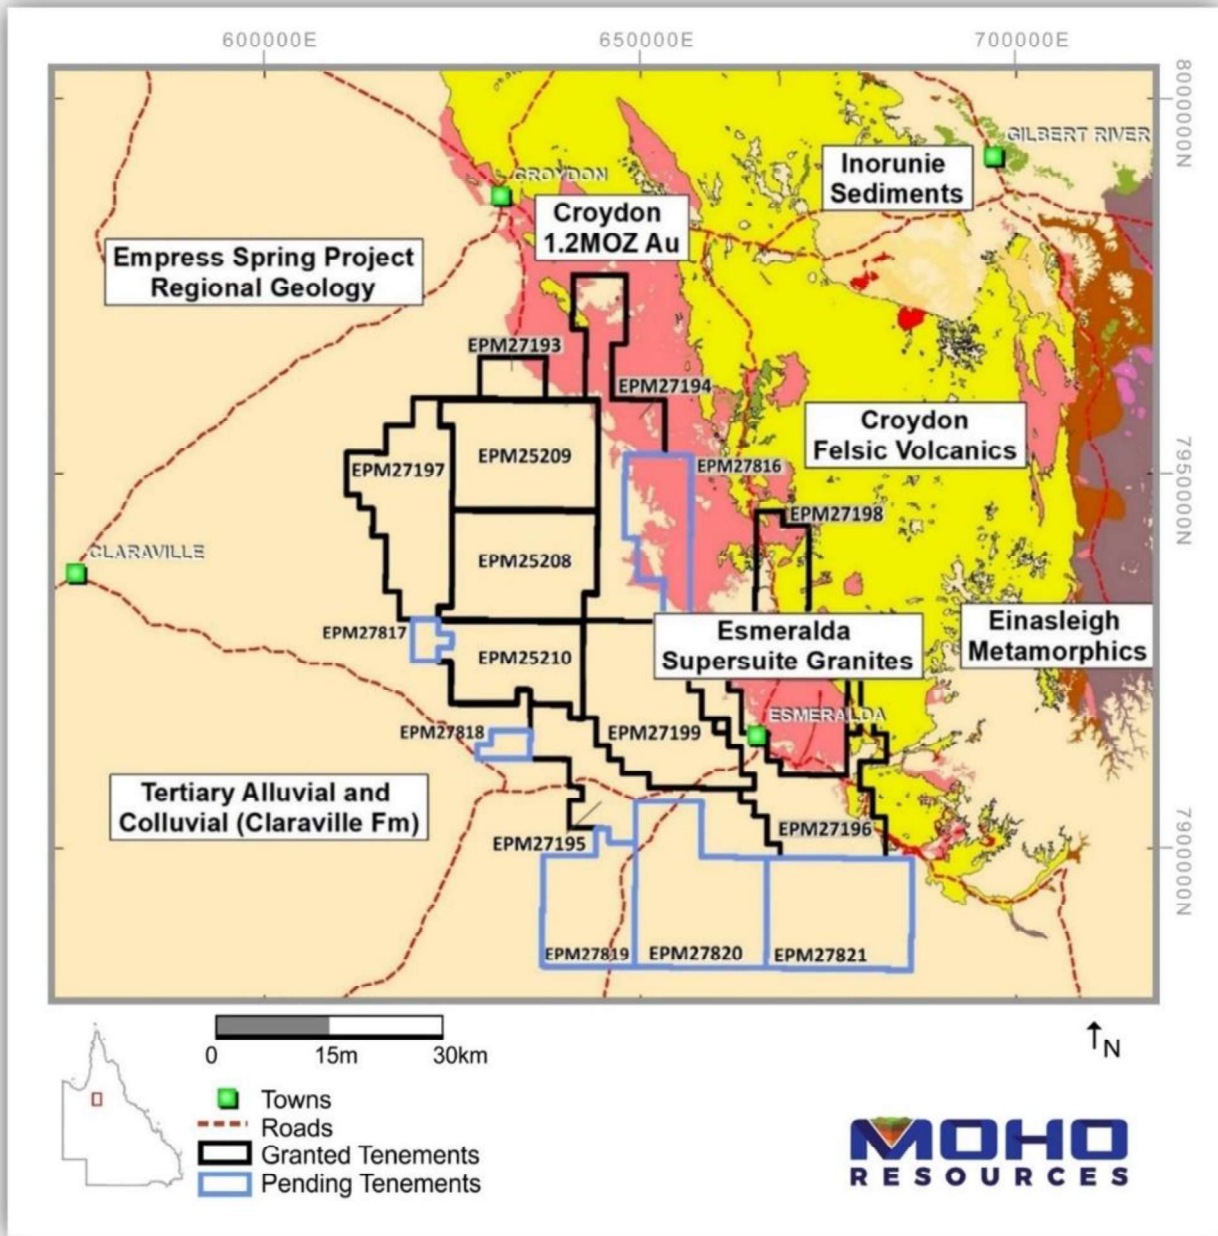 600000E
650000E
700000E
8000000N
GILBERT RIVER
Inorunie
Sediments
CROYDON
Croydon
1.2MOZ Au
Empress Spring Project
Regional Geology
EPM27193
EPM27194
Croydon
Felsic Volcanics
EPM25209
EPM27816
EPM27197
7950000N
EPM27198
CLARAVILLE
EPM25208
Einasleigh
Metamorphics
EPM27817
Esmeralda
Supersuite Granites
EPM25210
ESMERALDA
EPM27818
EPM27199
Tertiary Alluvial and
Colluvial (Claraville Fm)
EPM27196
EPM27195
7900000N
EPM27819
EPM27820
EPM27821
0 15m 30km
N
Towns
Roads
Granted Tenements
Pending Tenements
MOHO
RESOURCES